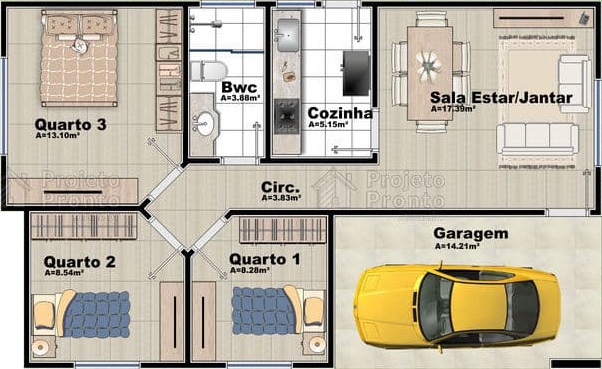 Bwc
A=3.88m²
Cozinha
A=5.15m²
Sala Estar/Jantar
A=17.39m²
Quarto 3
A=13.10m²
Projeto
Pronto
Circ.
A=3.83m²
Projeto
Pronto
Quarto 2
A=8.54m²
Quarto 1
A=8.28m²
Garagem
A=14.21m²